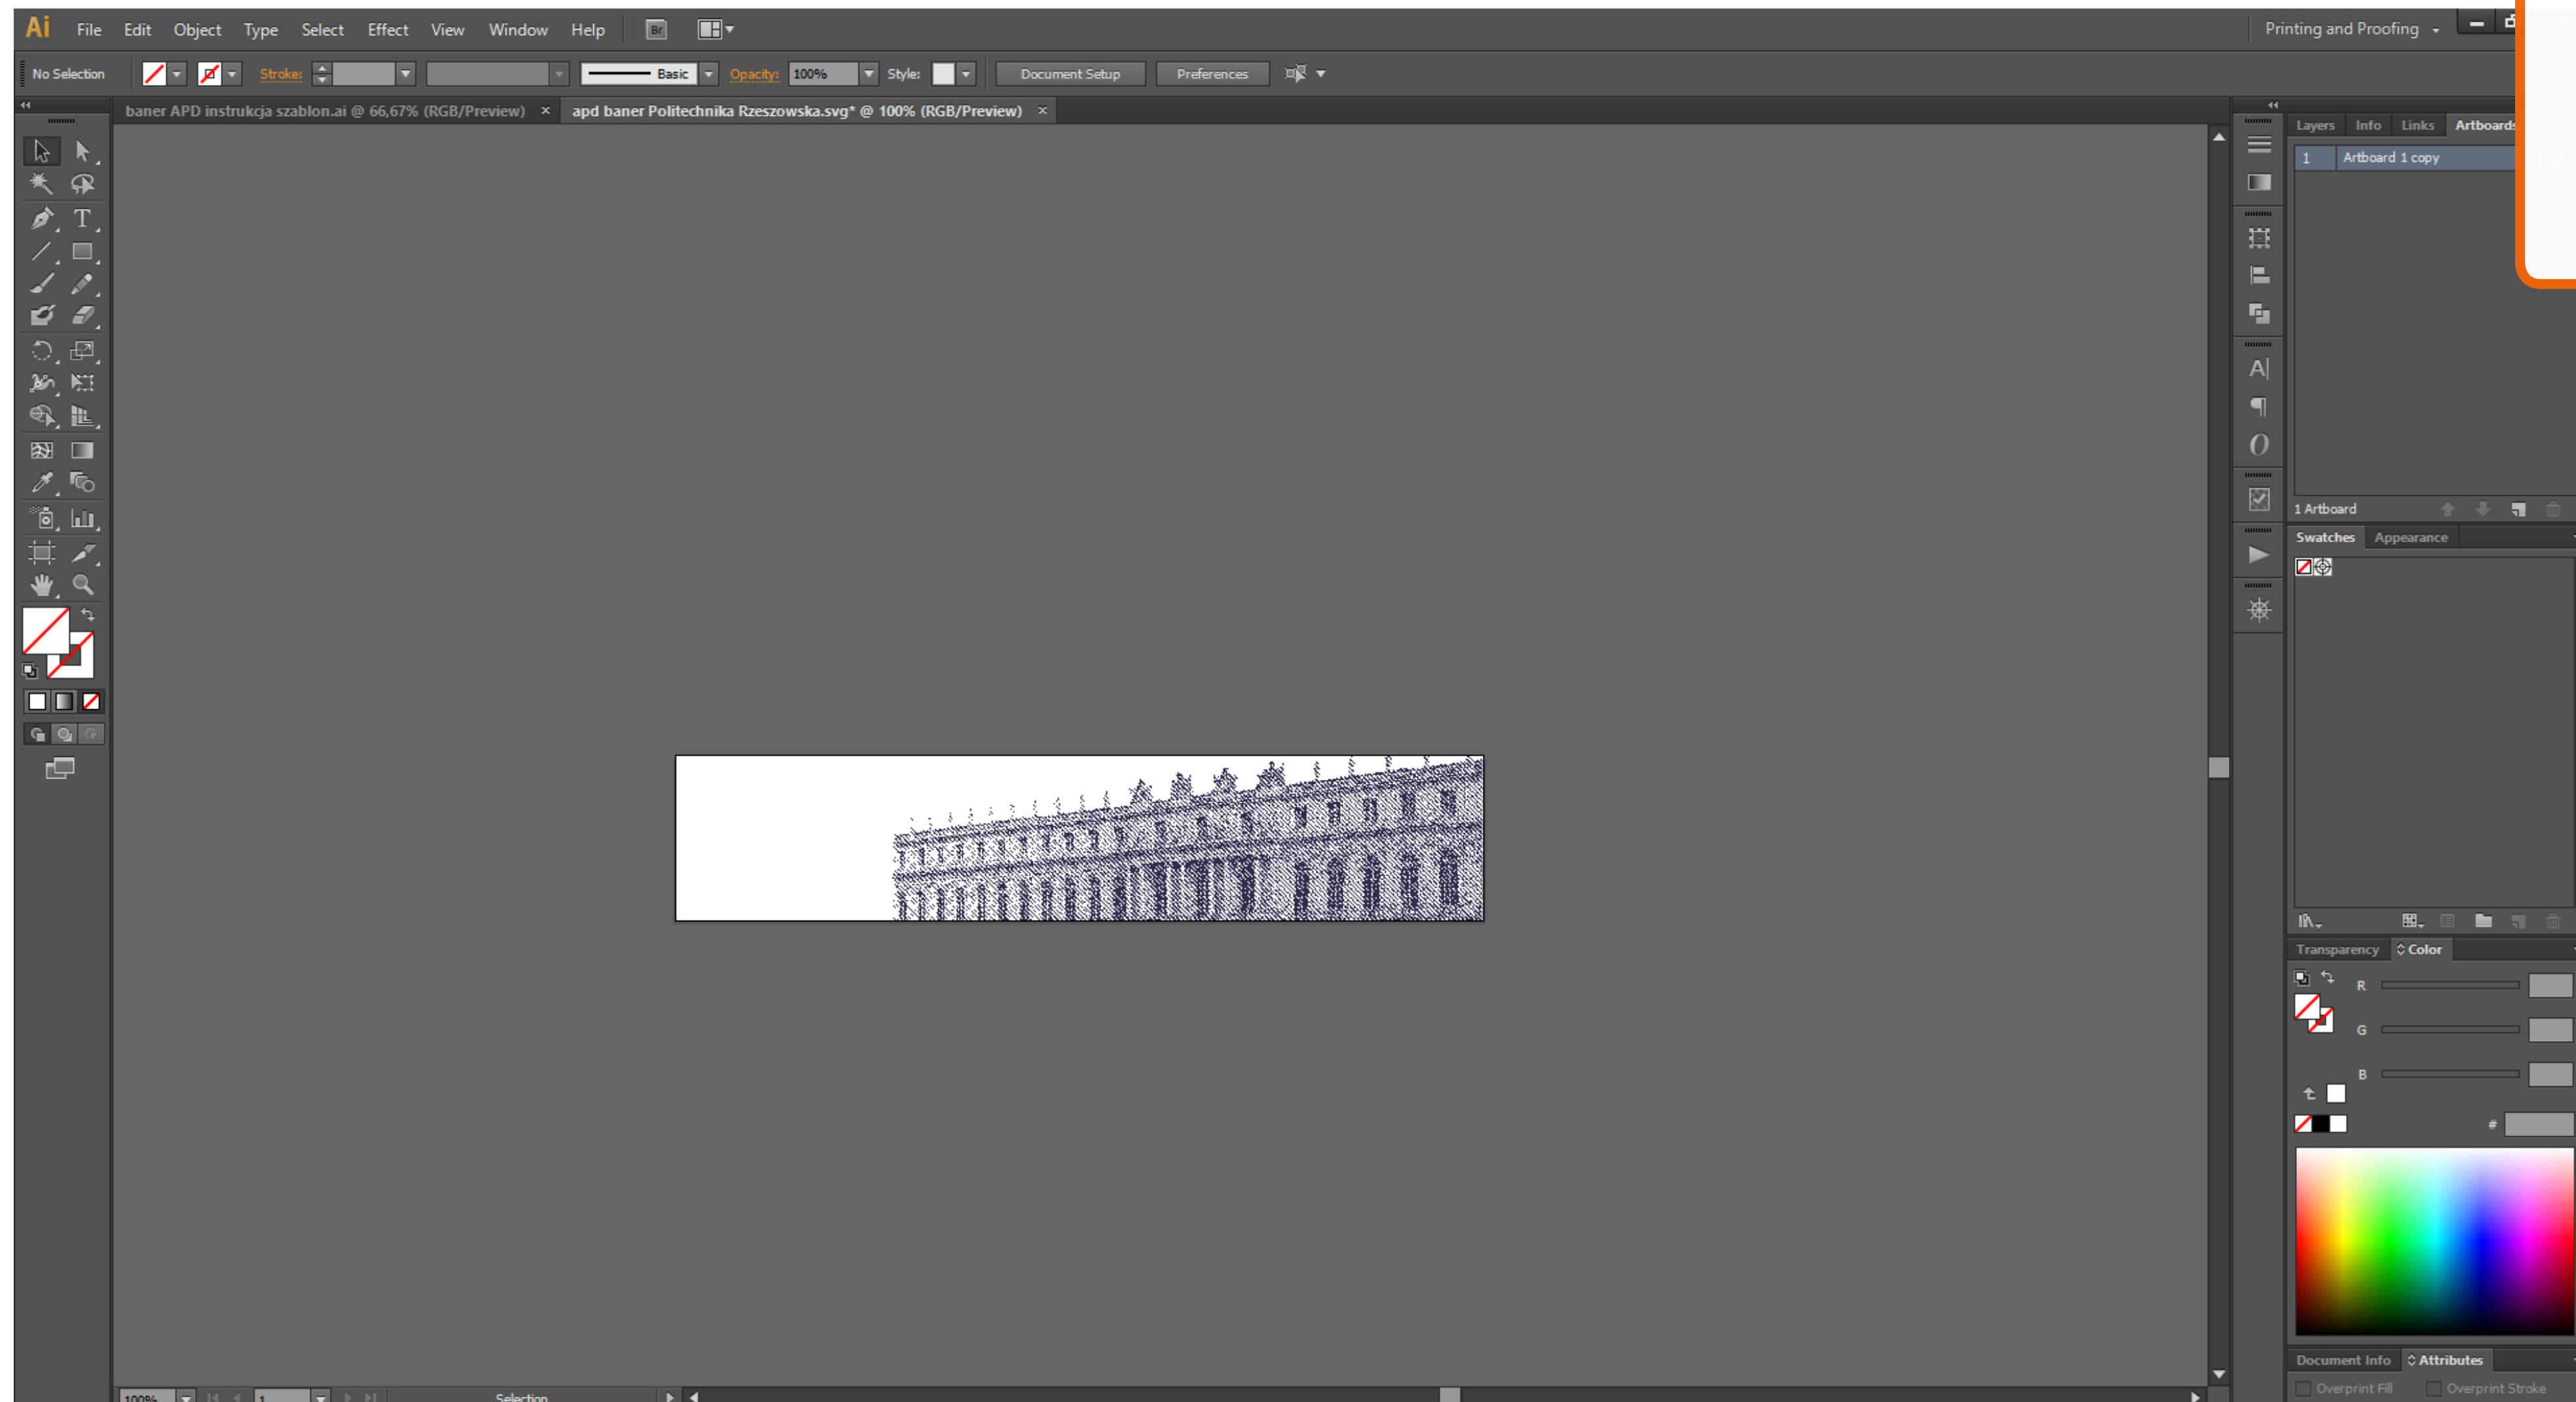 Ai File Edit Object Type Select Effect View Window Help Br Printing and Proofing
No Selection Stroke: Basic Opacity: 100% Style: Document Setup Preferences
baner APD instrukcja szablon.ai @ 66,67% (RGB/Preview) × apd baner Politechnika Rzeszowska.svg* @ 100% (RGB/Preview) ×
Layers Info Links Artboards
1 Artboard 1 copy
1 Artboard
Swatches Appearance
Transparency Color
R
G
B
#
Document Info Attributes
Overprint Fill Overprint Stroke
100% 1 Selection